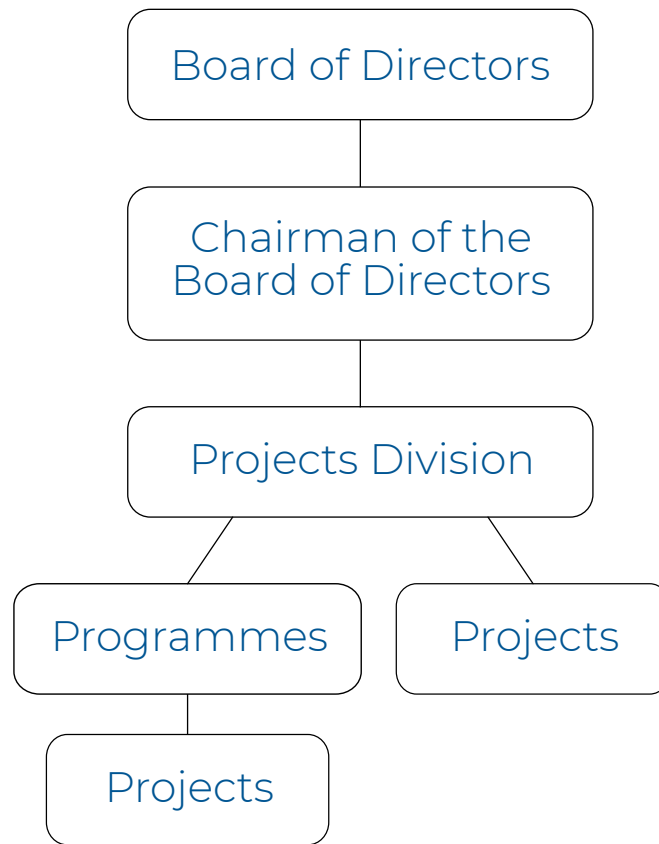 Board of Directors
Chairman of the
Board of Directors
Projects Division
Programmes
Projects
Projects